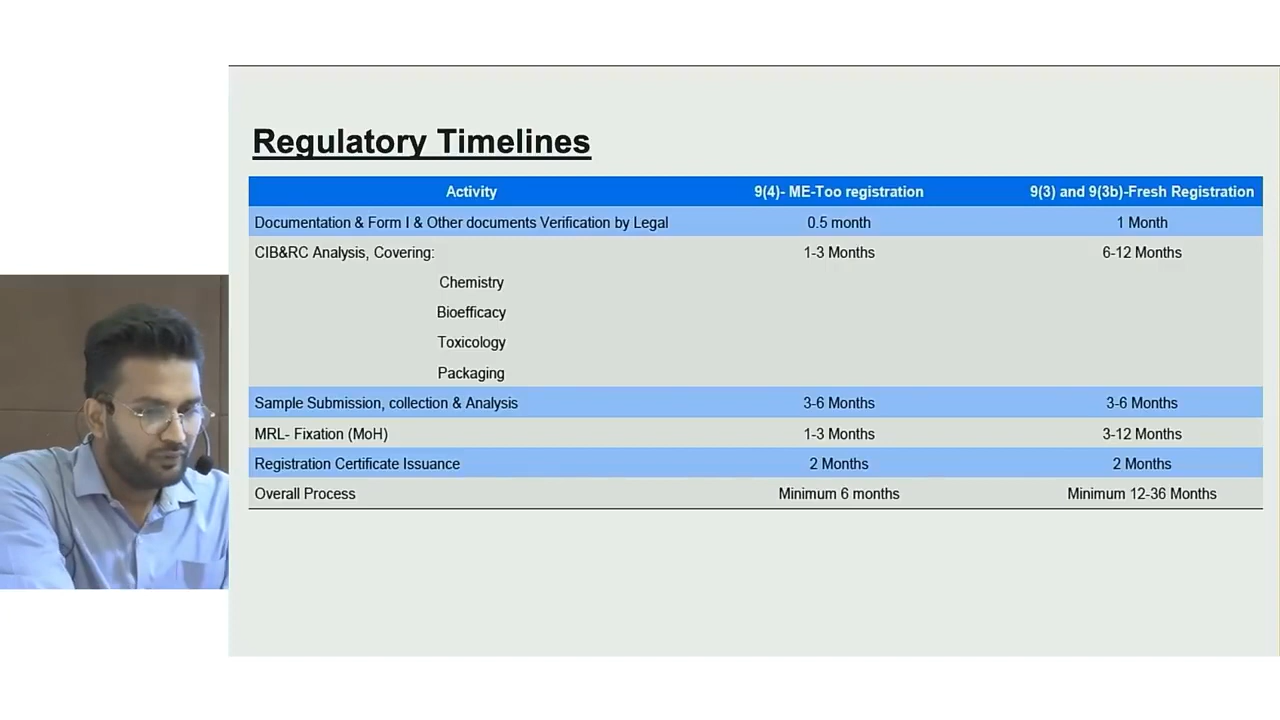 Regulatory Timelines
Activity 9(4)- ME-Too registration 9(3) and 9(3b)-Fresh Registration
Documentation & Form I & Other documents Verification by Legal 0.5 month 1 Month
CIB&RC Analysis, Covering: 1-3 Months 6-12 Months
Chemistry
Bioefficacy
Toxicology
Packaging
Sample Submission, collection & Analysis 3-6 Months 3-6 Months
MRL- Fixation (MoH) 1-3 Months 3-12 Months
Registration Certificate Issuance 2 Months 2 Months
Overall Process Minimum 6 months Minimum 12-36 Months